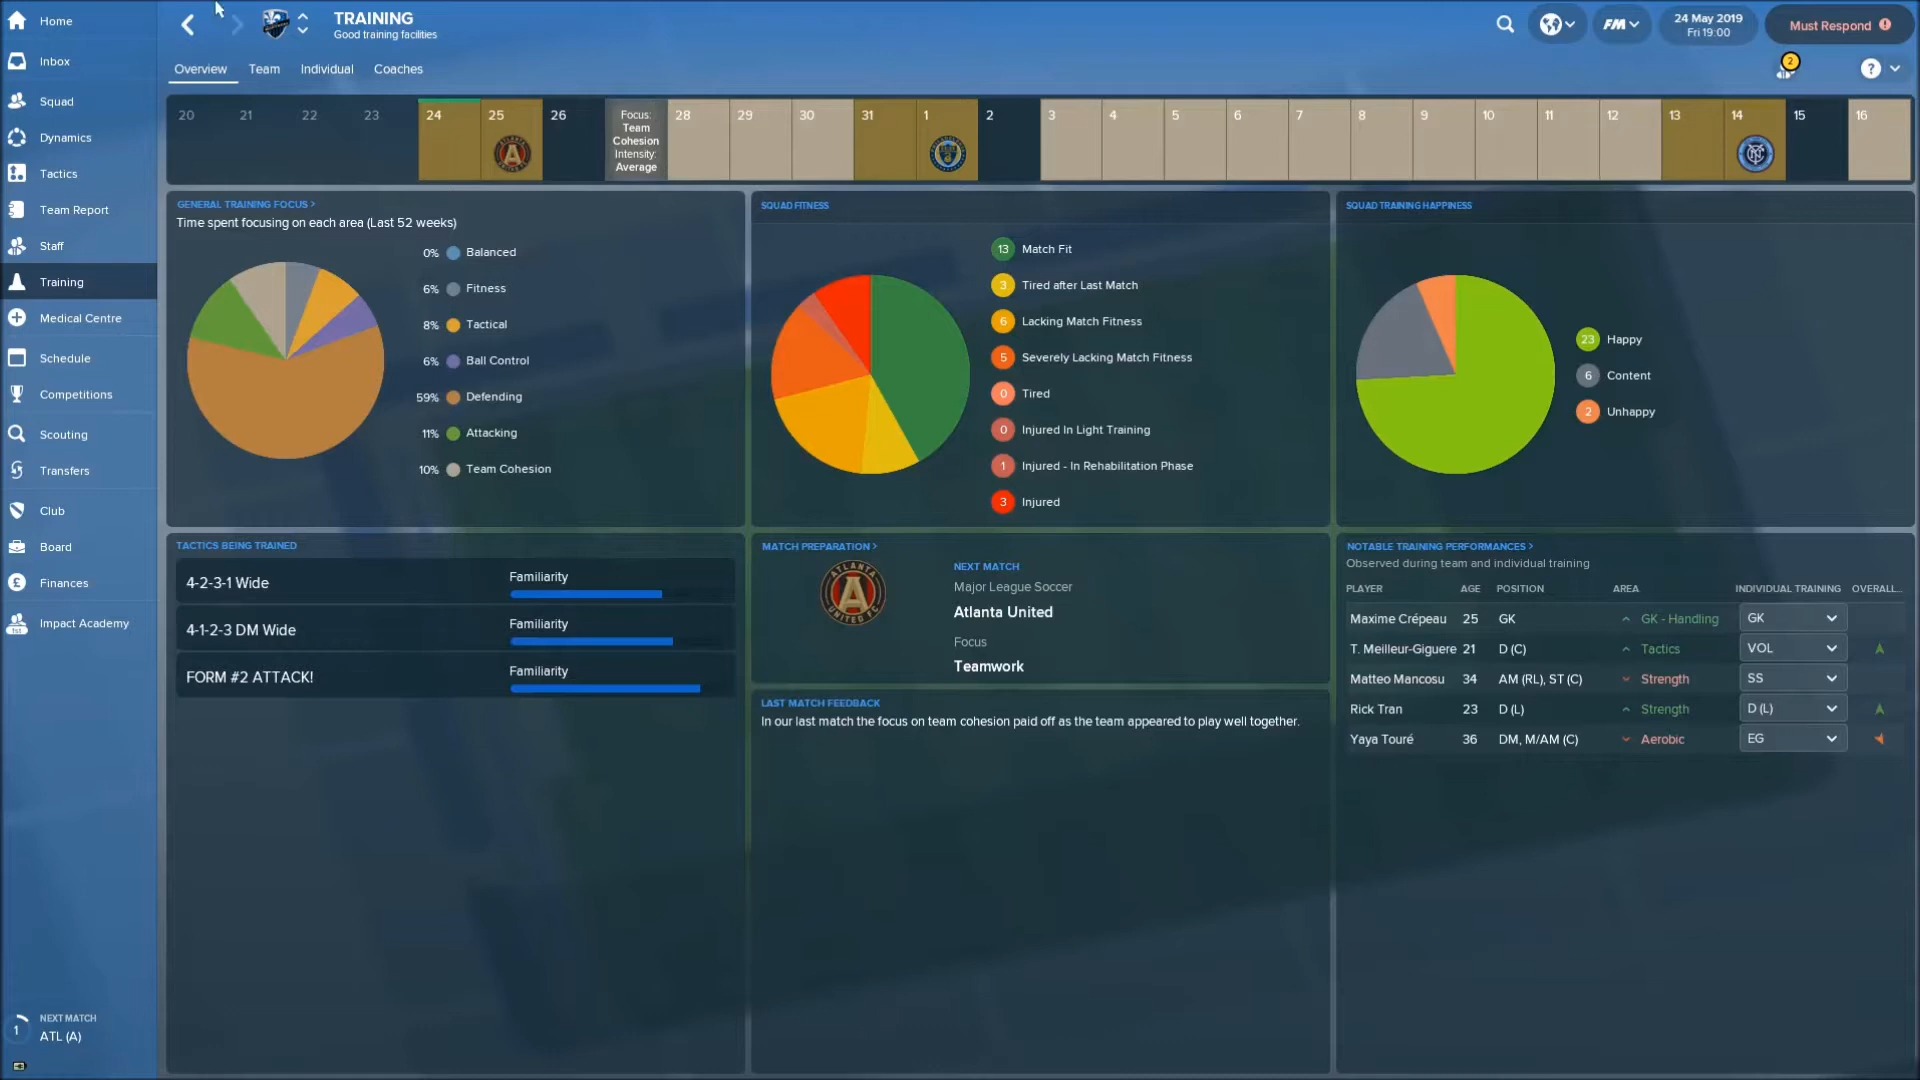 Home
Inbox
Squad
Dynamics
Tactics
Team Report
Staff
Training
Medical Centre
Schedule
Competitions
Scouting
Transfers
Club
Board
Finances
Impact Academy
1
NEXT MATCH
ATL (A)
TRAINING
Good training facilities
FM
24 May 2019
Fri 19:00
Must Respond
2
?
Overview Team Individual Coaches
20 21 22 23 24 25 26
Focus:
Team
Cohesion
Intensity:
Average
28 29 30 31 1 2 3 4 5 6 7 8 9 10 11 12 13 14 15 16
GENERAL TRAINING FOCUS >
Time spent focusing on each area (Last 52 weeks)
0% Balanced
6% Fitness
8% Tactical
6% Ball Control
59% Defending
11% Attacking
10% Team Cohesion
SQUAD FITNESS
13 Match Fit
3 Tired after Last Match
6 Lacking Match Fitness
5 Severely Lacking Match Fitness
0 Tired
0 Injured In Light Training
1 Injured - In Rehabilitation Phase
3 Injured
SQUAD TRAINING HAPPINESS
23 Happy
6 Content
2 Unhappy
TACTICS BEING TRAINED
4-2-3-1 Wide Familiarity
4-1-2-3 DM Wide Familiarity
FORM #2 ATTACK! Familiarity
MATCH PREPARATION >
NEXT MATCH
Major League Soccer
Atlanta United
Focus
Teamwork
LAST MATCH FEEDBACK
In our last match the focus on team cohesion paid off as the team appeared to play well together.
NOTABLE TRAINING PERFORMANCES >
Observed during team and individual training
PLAYER AGE POSITION AREA INDIVIDUAL TRAINING OVERALL...
Maxime Crépeau 25 GK GK - Handling GK
T. Meilleur-Giguere 21 D (C) Tactics VOL
Matteo Mancosu 34 AM (RL), ST (C) Strength SS
Rick Tran 23 D (L) Strength D (L)
Yaya Touré 36 DM, M/AM (C) Aerobic EG